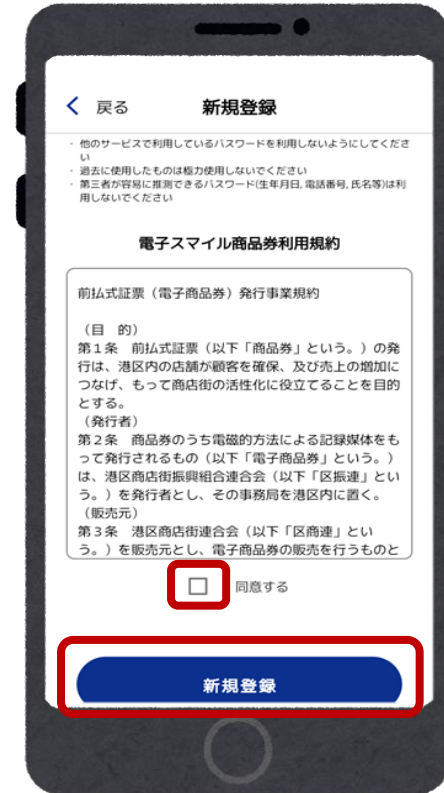 戻る 新規登録
・ 他のサービスで利用しているパスワードを利用しないようにしてくださ
い
・ 過去に使用したものは極力使用しないでください
・ 第三者が容易に推測できるパスワード(生年月日, 電話番号, 氏名等)は利
用しないでください
電子スマイル商品券利用規約
前払式証票（電子商品券）発行事業規約
（目 的）
第１条 前払式証票（以下「商品券」という。）の発
行は、港区内の店舗が顧客を確保、及び売上の増加に
つなげ、もって商店街の活性化に役立てることを目的
とする。
（発行者）
第２条 商品券のうち電磁的方法による記録媒体をも
って発行されるもの（以下「電子商品券」という。）
は、港区商店街振興組合連合会（以下「区振連」とい
う。）を発行者とし、その事務局を港区内に置く。
（販売元）
第３条 港区商店街連合会（以下「区商連」とい
う。）を販売元とし、電子商品券の販売を行うものと
同意する
新規登録